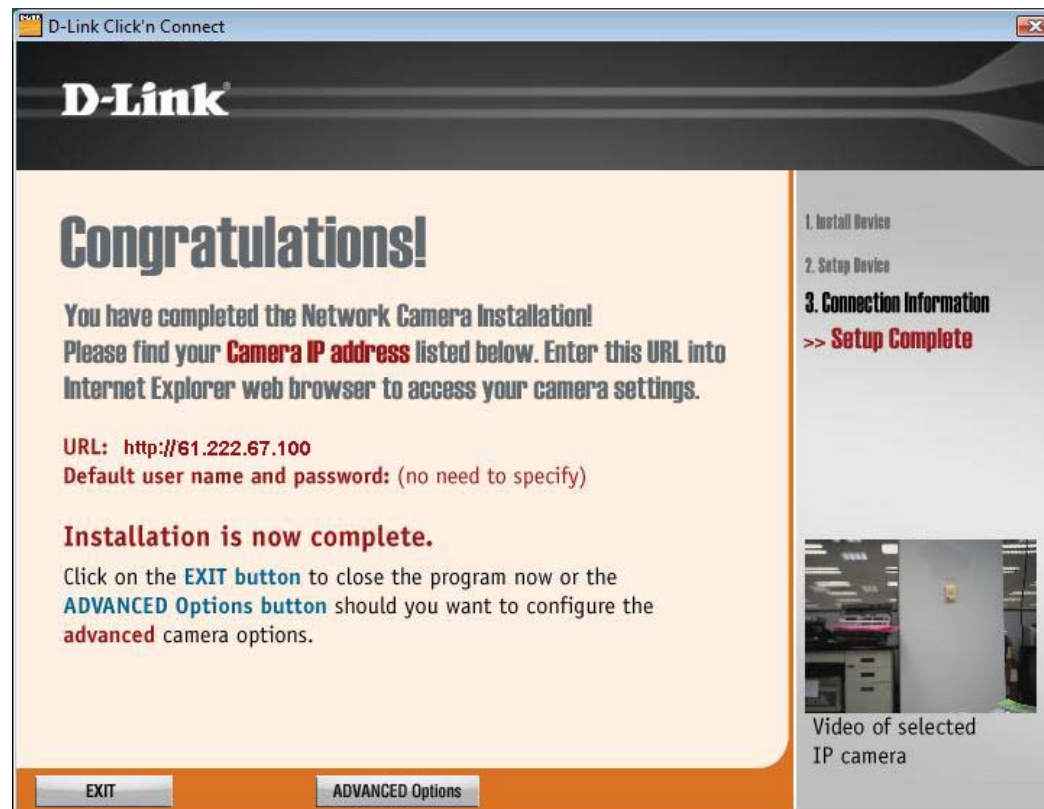 D-Link Click'n Connect
D-Link
Congratulations!
You have completed the Network Camera Installation!
Please find your Camera IP address listed below. Enter this URL into
Internet Explorer web browser to access your camera settings.
URL: http://61.222.67.100
Default user name and password: (no need to specify)
Installation is now complete.
Click on the EXIT button to close the program now or the
ADVANCED Options button should you want to configure the
advanced camera options.
EXIT
ADVANCED Options
1. Install Device
2. Setup Device
3. Connection Information
>> Setup Complete
Video of selected
IP camera